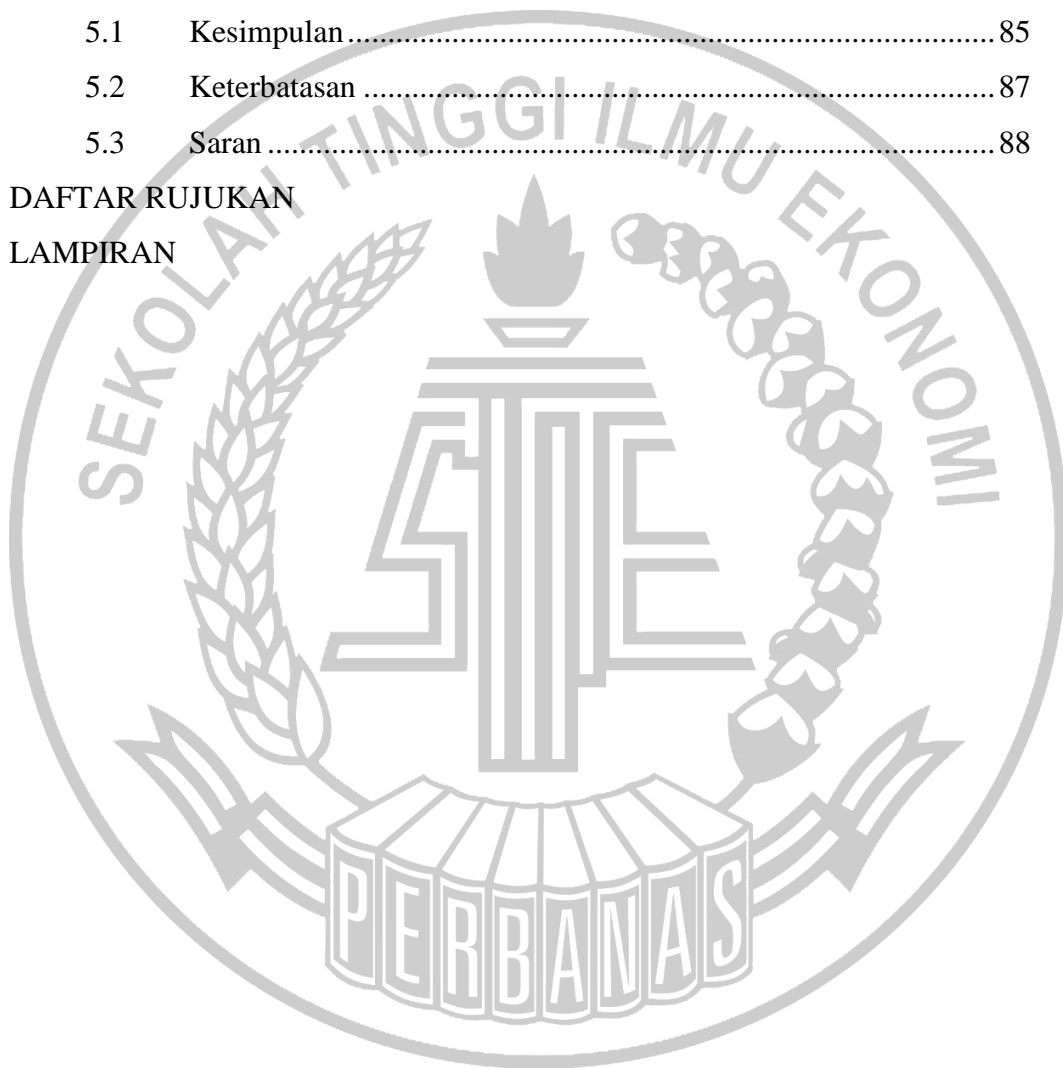 5.1 Kesimpulan ................................................................................. 85
5.2 Keterbatasan ............................................................................... 87
5.3 Saran ........................................................................................... 88
DAFTAR RUJUKAN
LAMPIRAN
SEKOLAH TINGGI ILMU EKONOMI
STIE
PERBANAS